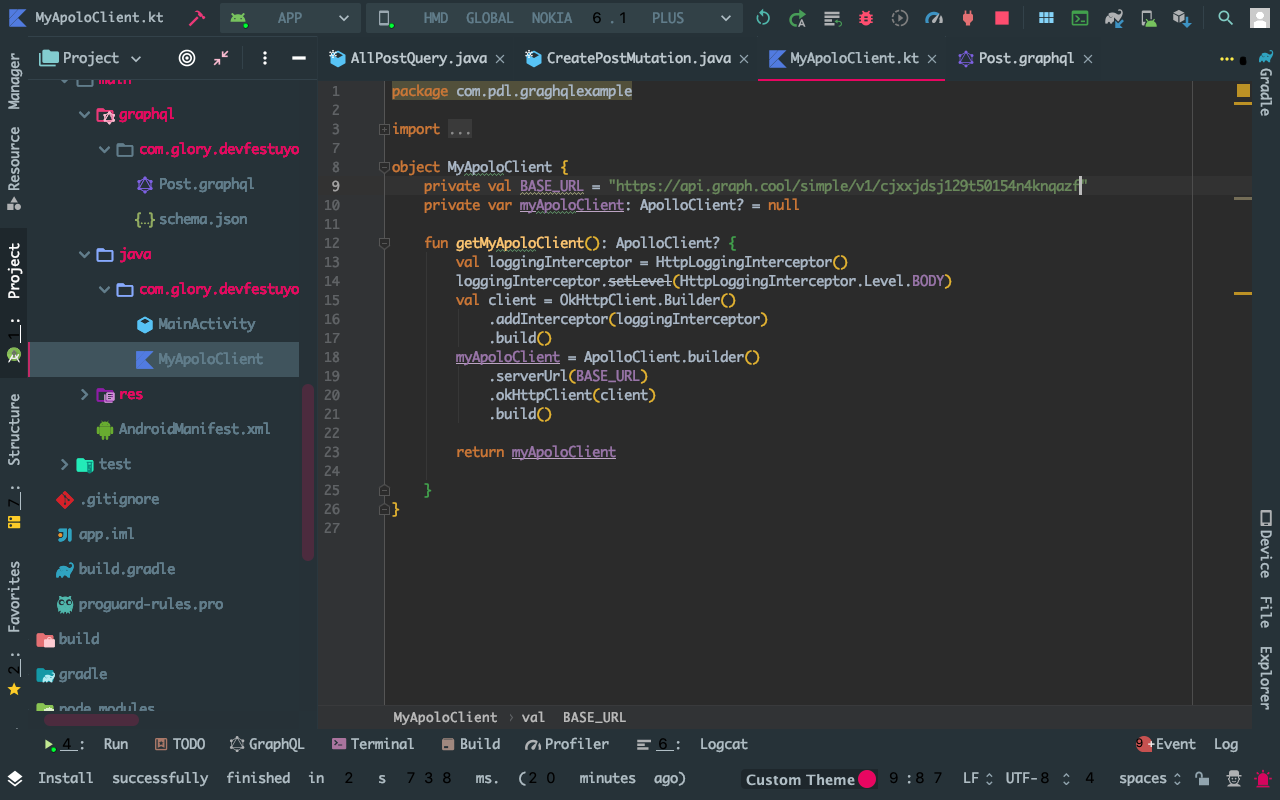 MyApoloClient.kt
APP
HMD GLOBAL NOKIA 6.1 PLUS
Project
AllPostQuery.java
CreatePostMutation.java
MyApoloClient.kt
Post.graphql
Manager
Resource
1: Project
7: Structure
2: Favorites
main
graphql
com.glory.devfestuyo
Post.graphql
schema.json
java
com.glory.devfestuyo
MainActivity
MyApoloClient
res
AndroidManifest.xml
test
.gitignore
app.iml
build.gradle
proguard-rules.pro
build
gradle
node_modules
1 package com.pdl.graghqlexample
2
3 import ...
7
8 object MyApoloClient {
9 private val BASE_URL = "https://api.graph.cool/simple/v1/cjxxjdsj129t50154n4knqazf"
10 private var myApoloClient: ApolloClient? = null
11
12 fun getMyApoloClient(): ApolloClient? {
13 val loggingInterceptor = HttpLoggingInterceptor()
14 loggingInterceptor.setLevel(HttpLoggingInterceptor.Level.BODY)
15 val client = OkHttpClient.Builder()
16 .addInterceptor(loggingInterceptor)
17 .build()
18 myApoloClient = ApolloClient.builder()
19 .serverUrl(BASE_URL)
20 .okHttpClient(client)
21 .build()
22
23 return myApoloClient
24
25 }
26 }
27
Gradle
Device File Explorer
MyApoloClient › val BASE_URL
4: Run
TODO
GraphQL
Terminal
Build
Profiler
6: Logcat
9+ Event Log
Install successfully finished in 2 s 738 ms. (20 minutes ago)
Custom Theme
9:87
LF
UTF-8
4 spaces